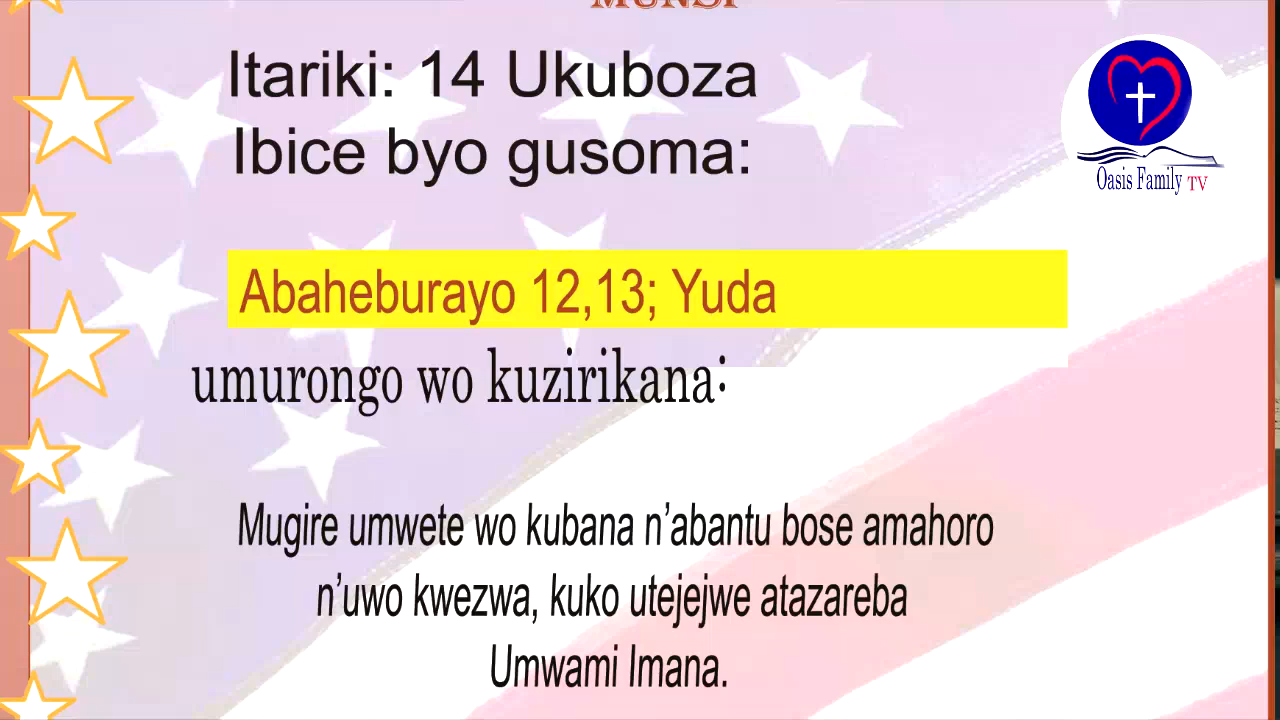 MUNSI
Itariki: 14 Ukuboza
Ibice byo gusoma:
Oasis Family TV
Abaheburayo 12,13; Yuda
umurongo wo kuzirikana:
Mugire umwete wo kubana n’abantu bose amahoro
n’uwo kwezwa, kuko utejejwe atazareba
Umwami Imana.